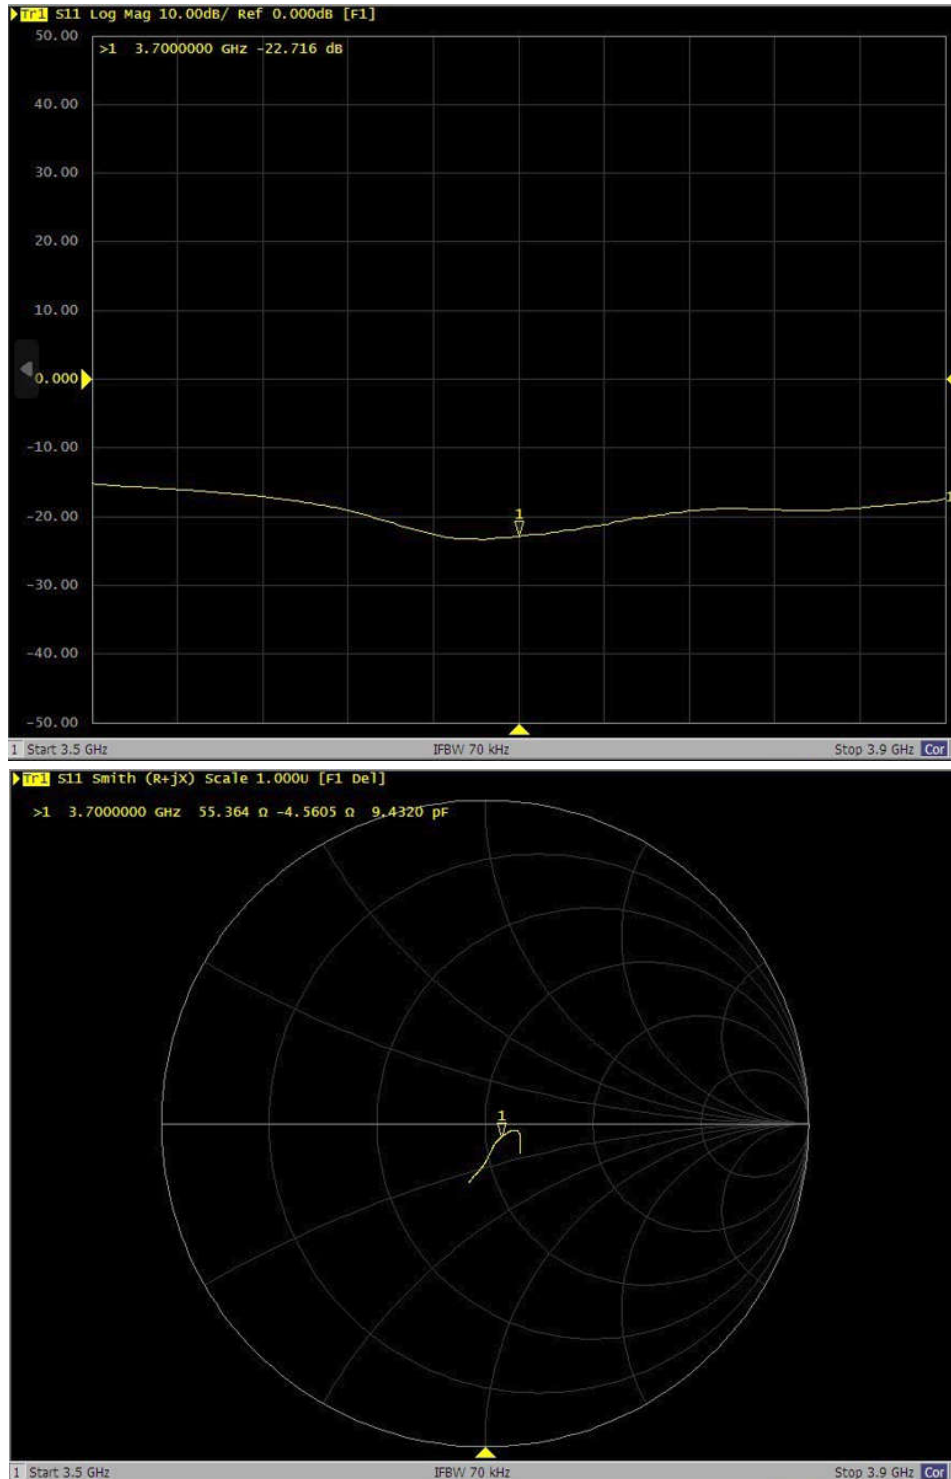 Tr1 S11 Log Mag 10.00dB/ Ref 0.000dB [F1]
50.00
>1 3.7000000 GHz -22.716 dB
40.00
30.00
20.00
10.00
0.000
-10.00
1
1
-20.00
-30.00
-40.00
-50.00
1 Start 3.5 GHz IFBW 70 kHz Stop 3.9 GHz Cor
Tr1 S11 Smith (R+jX) Scale 1.000U [F1 Del]
>1 3.7000000 GHz 55.364 Ω -4.5605 Ω 9.4320 pF
1
1 Start 3.5 GHz IFBW 70 kHz Stop 3.9 GHz Cor